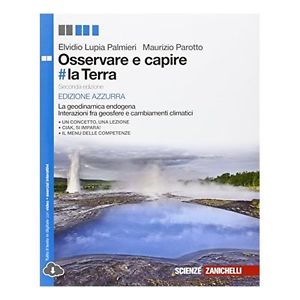 Elvidio Lupia Palmieri Maurizio Parotto
Osservare e capire
#la Terra
Seconda edizione
EDIZIONE AZZURRA
La geodinamica endogena
Interazioni fra geosfere e cambiamenti climatici
• UN CONCETTO, UNA LEZIONE
• CIAK, SI IMPARA!
• IL MENU DELLE COMPETENZE
SCIENZE ZANICHELLI